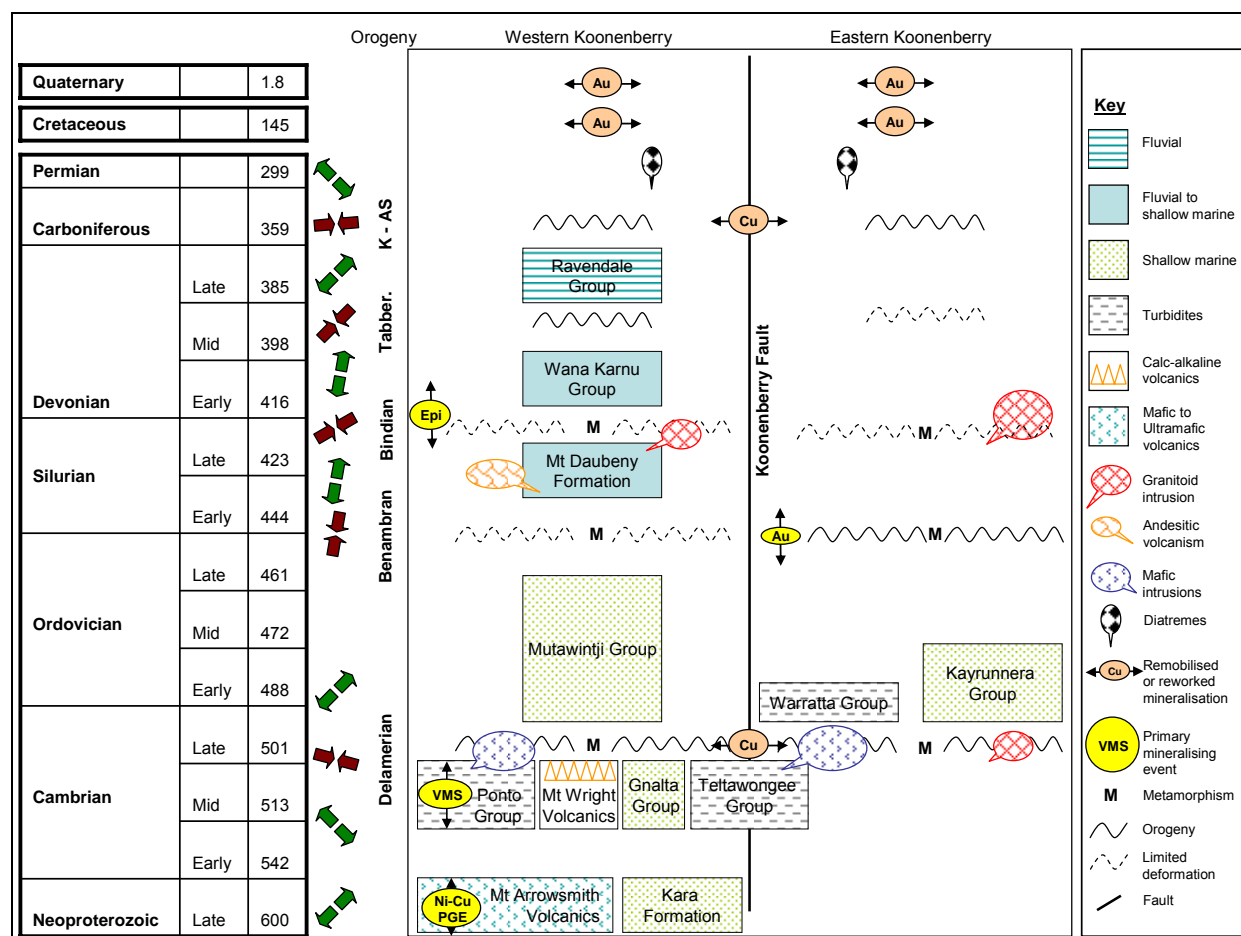 Orogeny
Western Koonenberry
Eastern Koonenberry
Quaternary 1.8
Cretaceous 145
Permian 299
Carboniferous 359
Late 385
Mid 398
Devonian Early 416
Late 423
Silurian
Early 444
Late 461
Ordovician
Mid 472
Early 488
Late 501
Cambrian
Mid 513
Early 542
Neoproterozoic Late 600
K - AS
Tabber.
Bindian
Benambran
Delamerian
Au
Au
Au
Au
Cu
Ravendale
Group
Wana Karnu
Group
Epi
M
M
Mt Daubeny
Formation
Koonenberry Fault
M
Au
M
Mutawintji Group
Kayrunnera
Group
Warratta Group
M
Cu
M
VMS
Ponto
Group
Mt Wright
Volcanics
Gnalta
Group
Teltawongee
Group
Ni-Cu
PGE
Mt Arrowsmith
Volcanics
Kara
Formation
Key
Fluvial
Fluvial to
shallow marine
Shallow marine
Turbidites
Calc-alkaline
volcanics
Mafic to
Ultramafic
volcanics
Granitoid
intrusion
Andesitic
volcanism
Mafic
intrusions
Diatremes
Cu
Remobilised
or reworked
mineralisation
VMS
Primary
mineralising
event
M
Metamorphism
Orogeny
Limited
deformation
Fault